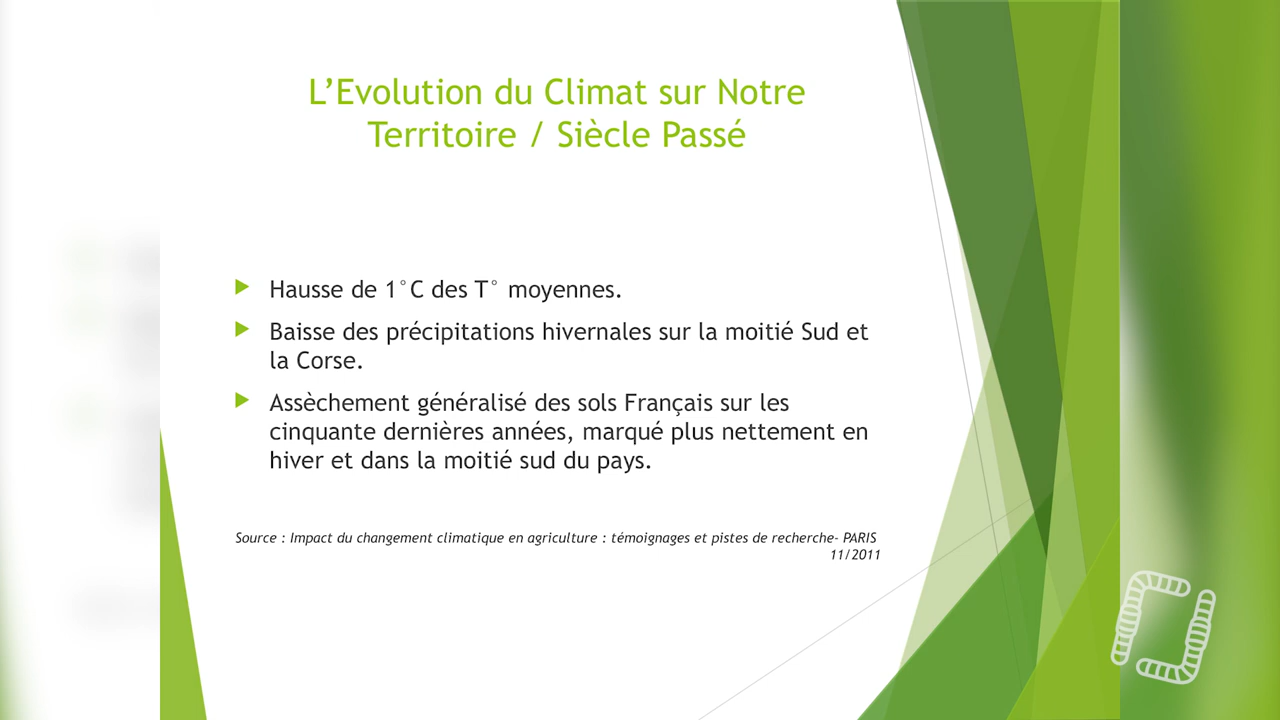 L’Evolution du Climat sur Notre
Territoire / Siècle Passé
Hausse de 1°C des T° moyennes.
Baisse des précipitations hivernales sur la moitié Sud et
la Corse.
Assèchement généralisé des sols Français sur les
cinquante dernières années, marqué plus nettement en
hiver et dans la moitié sud du pays.
Source : Impact du changement climatique en agriculture : témoignages et pistes de recherche- PARIS
11/2011